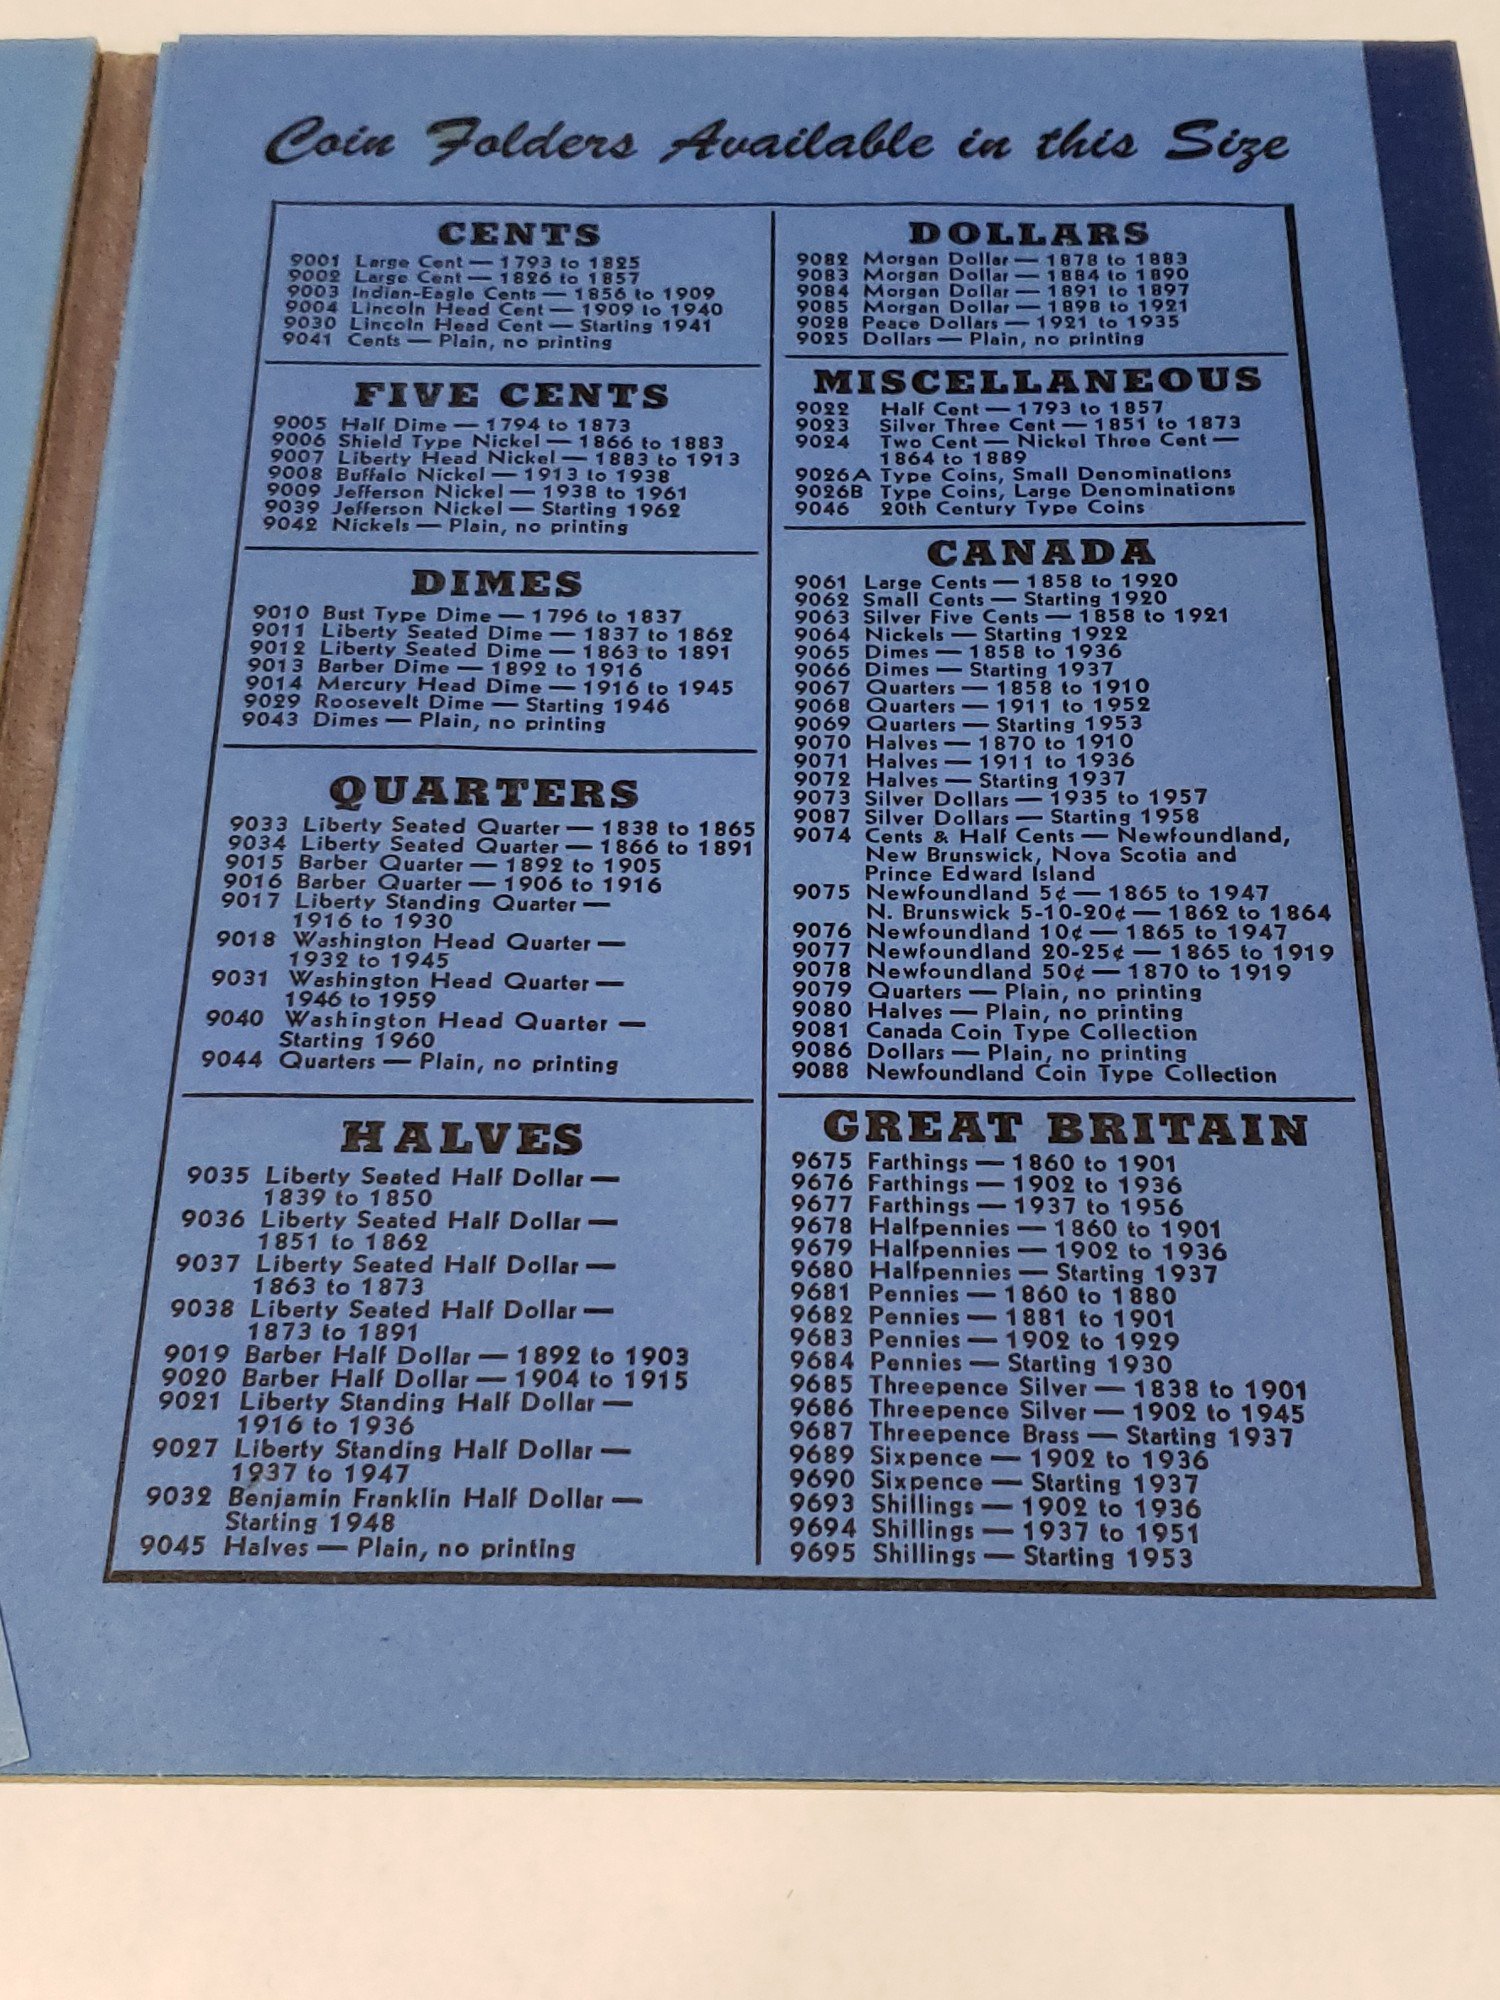 Coin Folders Available in this Size
CENTS
9001 Large Cent — 1793 to 1825
9002 Large Cent — 1826 to 1857
9003 Indian-Eagle Cents — 1856 to 1909
9004 Lincoln Head Cent — 1909 to 1940
9030 Lincoln Head Cent — Starting 1941
9041 Cents — Plain, no printing
FIVE CENTS
9005 Half Dime — 1794 to 1873
9006 Shield Type Nickel — 1866 to 1883
9007 Liberty Head Nickel — 1883 to 1913
9008 Buffalo Nickel — 1913 to 1938
9009 Jefferson Nickel — 1938 to 1961
9039 Jefferson Nickel — Starting 1962
9042 Nickels — Plain, no printing
DIMES
9010 Bust Type Dime — 1796 to 1837
9011 Liberty Seated Dime — 1837 to 1862
9012 Liberty Seated Dime — 1863 to 1891
9013 Barber Dime — 1892 to 1916
9014 Mercury Head Dime — 1916 to 1945
9029 Roosevelt Dime — Starting 1946
9043 Dimes — Plain, no printing
QUARTERS
9033 Liberty Seated Quarter — 1838 to 1865
9034 Liberty Seated Quarter — 1866 to 1891
9015 Barber Quarter — 1892 to 1905
9016 Barber Quarter — 1906 to 1916
9017 Liberty Standing Quarter —
1916 to 1930
9018 Washington Head Quarter —
1932 to 1945
9031 Washington Head Quarter —
1946 to 1959
9040 Washington Head Quarter —
Starting 1960
9044 Quarters — Plain, no printing
HALVES
9035 Liberty Seated Half Dollar —
1839 to 1850
9036 Liberty Seated Half Dollar —
1851 to 1862
9037 Liberty Seated Half Dollar —
1863 to 1873
9038 Liberty Seated Half Dollar —
1873 to 1891
9019 Barber Half Dollar — 1892 to 1903
9020 Barber Half Dollar — 1904 to 1915
9021 Liberty Standing Half Dollar —
1916 to 1936
9027 Liberty Standing Half Dollar —
1937 to 1947
9032 Benjamin Franklin Half Dollar —
Starting 1948
9045 Halves — Plain, no printing
DOLLARS
9082 Morgan Dollar — 1878 to 1883
9083 Morgan Dollar — 1884 to 1890
9084 Morgan Dollar — 1891 to 1897
9085 Morgan Dollar — 1898 to 1921
9028 Peace Dollars — 1921 to 1935
9025 Dollars — Plain, no printing
MISCELLANEOUS
9022 Half Cent — 1793 to 1857
9023 Silver Three Cent — 1851 to 1873
9024 Two Cent — Nickel Three Cent —
1864 to 1889
9026A Type Coins, Small Denominations
9026B Type Coins, Large Denominations
9046 20th Century Type Coins
CANADA
9061 Large Cents — 1858 to 1920
9062 Small Cents — Starting 1920
9063 Silver Five Cents — 1858 to 1921
9064 Nickels — Starting 1922
9065 Dimes — 1858 to 1936
9066 Dimes — Starting 1937
9067 Quarters — 1858 to 1910
9068 Quarters — 1911 to 1952
9069 Quarters — Starting 1953
9070 Halves — 1870 to 1910
9071 Halves — 1911 to 1936
9072 Halves — Starting 1937
9073 Silver Dollars — 1935 to 1957
9087 Silver Dollars — Starting 1958
9074 Cents & Half Cents — Newfoundland,
New Brunswick, Nova Scotia and
Prince Edward Island
9075 Newfoundland 5¢ — 1865 to 1947
N. Brunswick 5-10-20¢ — 1862 to 1864
9076 Newfoundland 10¢ — 1865 to 1947
9077 Newfoundland 20-25¢ — 1865 to 1919
9078 Newfoundland 50¢ — 1870 to 1919
9079 Quarters — Plain, no printing
9080 Halves — Plain, no printing
9081 Canada Coin Type Collection
9086 Dollars — Plain, no printing
9088 Newfoundland Coin Type Collection
GREAT BRITAIN
9675 Farthings — 1860 to 1901
9676 Farthings — 1902 to 1936
9677 Farthings — 1937 to 1956
9678 Halfpennies — 1860 to 1901
9679 Halfpennies — 1902 to 1936
9680 Halfpennies — Starting 1937
9681 Pennies — 1860 to 1880
9682 Pennies — 1881 to 1901
9683 Pennies — 1902 to 1929
9684 Pennies — Starting 1930
9685 Threepence Silver — 1838 to 1901
9686 Threepence Silver — 1902 to 1945
9687 Threepence Brass — Starting 1937
9689 Sixpence — 1902 to 1936
9690 Sixpence — Starting 1937
9693 Shillings — 1902 to 1936
9694 Shillings — 1937 to 1951
9695 Shillings — Starting 1953